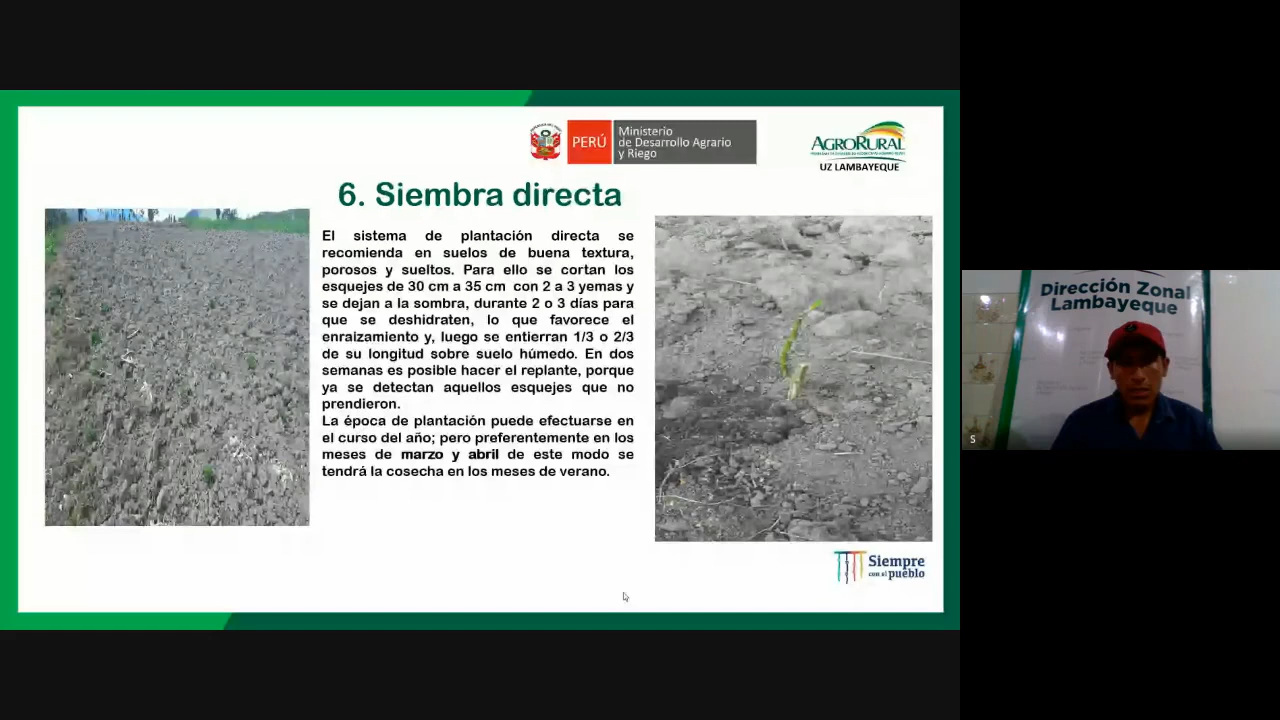 PERÚ
Ministerio
de Desarrollo Agrario
y Riego
AGRORURAL
UZ LAMBAYEQUE
6. Siembra directa
El sistema de plantación directa se
recomienda en suelos de buena textura,
porosos y sueltos. Para ello se cortan los
esquejes de 30 cm a 35 cm con 2 a 3 yemas y
se dejan a la sombra, durante 2 o 3 días para
que se deshidraten, lo que favorece el
enraizamiento y, luego se entierran 1/3 o 2/3
de su longitud sobre suelo húmedo. En dos
semanas es posible hacer el replante, porque
ya se detectan aquellos esquejes que no
prendieron.
La época de plantación puede efectuarse en
el curso del año; pero preferentemente en los
meses de marzo y abril de este modo se
tendrá la cosecha en los meses de verano.
Siempre
con el pueblo
Dirección Zonal
Lambayeque
S